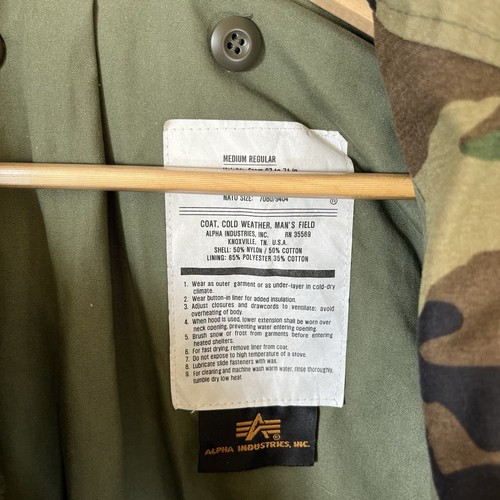 MEDIUM REGULAR
NATO SIZE: 7080/9404
®
COAT, COLD WEATHER, MAN'S FIELD
ALPHA INDUSTRIES, INC. RN 35569
KNOXVILLE, TN. U.S.A.
SHELL: 50% NYLON / 50% COTTON
LINING: 65% POLYESTER 35% COTTON
1. Wear as outer garment or as under-layer in cold-dry
climate.
2. Wear button-in liner for added insulation.
3. Adjust closures and drawcords to ventilate; avoid
overheating of body.
4. When hood is used, lower extension shall be worn over
neck opening, preventing water entering opening.
5. Brush snow or frost from garments before entering
heated shelters.
6. For fast drying, remove liner from coat.
7. Do not expose to high temperature of a stove.
8. Lubricate slide fasteners with wax.
9. For cleaning and machine wash warm water, rinse thoroughly,
tumble dry low heat.
®
ALPHA INDUSTRIES, INC.